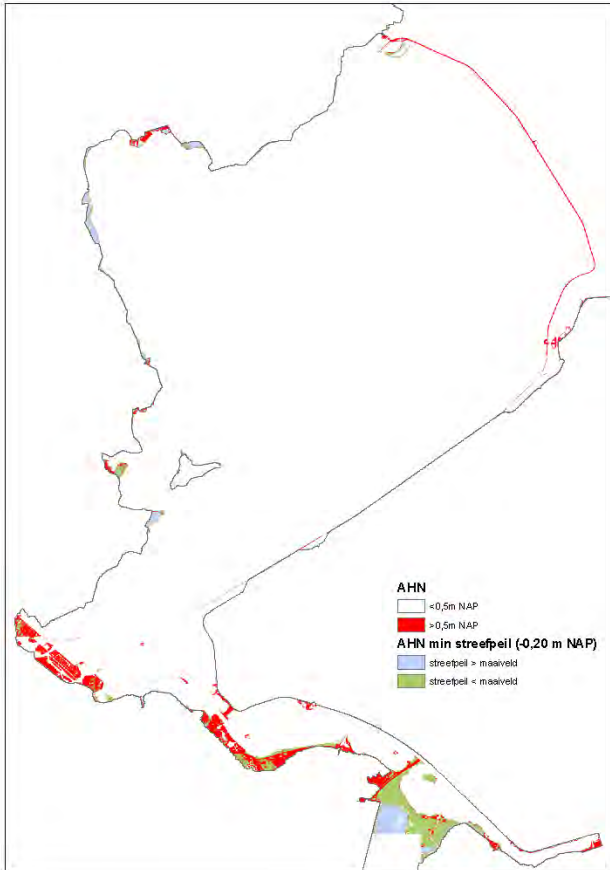 AHN
<0,5m NAP
>0,5m NAP
AHN min streefpeil (-0,20 m NAP)
streefpeil > maaiveld
streefpeil < maaiveld